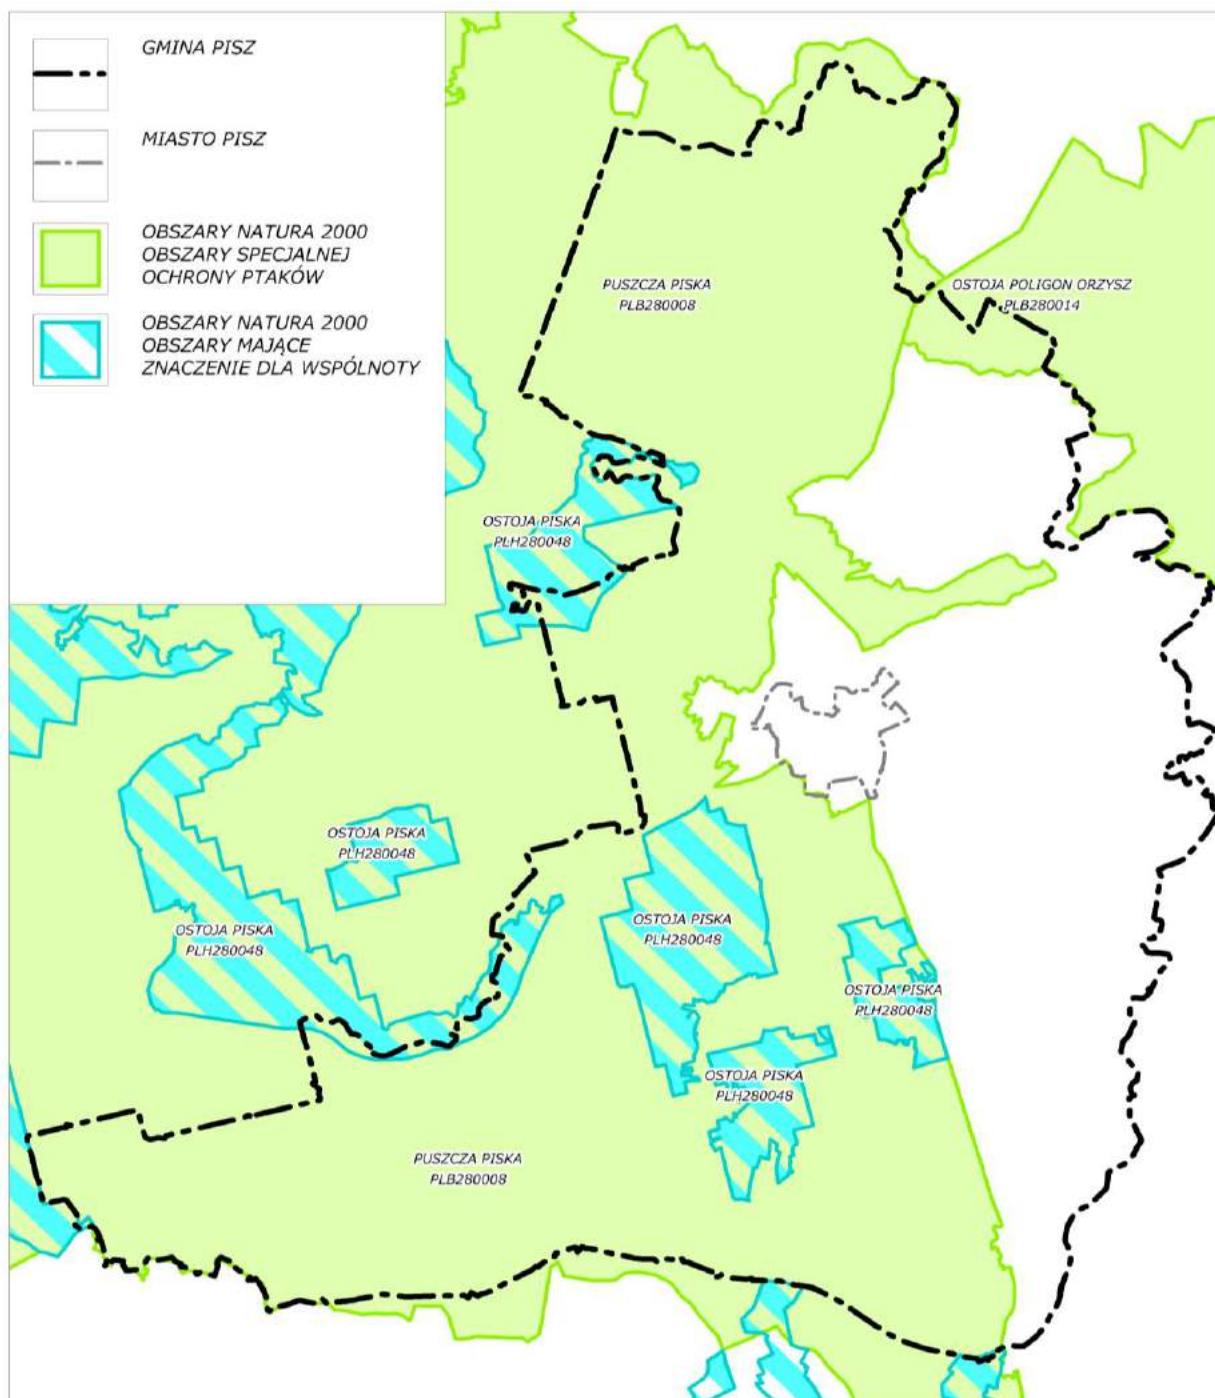 GMINA PISZ
MIASTO PISZ
OBSZARY NATURA 2000
OBSZARY SPECJALNEJ
OCHRONY PTAKÓW
OBSZARY NATURA 2000
OBSZARY MAJĄCE
ZNACZENIE DLA WSPÓLNOTY
PUSZCZA PISKA
PLB280008
OSTOJA POLIGON ORZYSZ
PLB280014
OSTOJA PISKA
PLH280048
OSTOJA PISKA
PLH280048
OSTOJA PISKA
PLH280048
OSTOJA PISKA
PLH280048
OSTOJA PISKA
PLH280048
OSTOJA PISKA
PLH280048
PUSZCZA PISKA
PLB280008